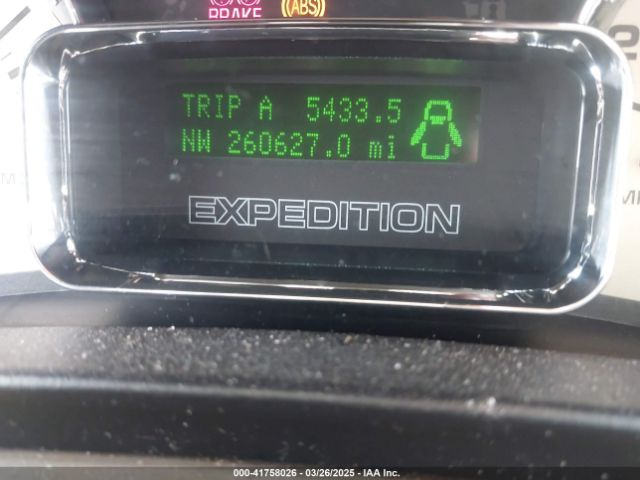 BRAKE (ABS)
TRIP A 5433.5
NW 260627.0 mi
EXPEDITION
000-41758026 / 03/26/2025 - IAA Inc.